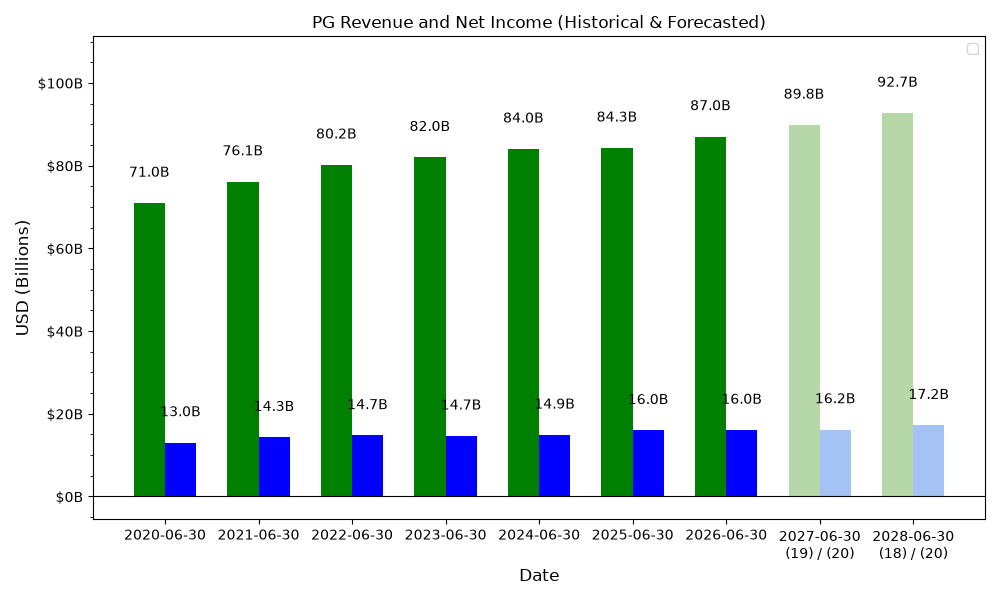 PG Revenue and Net Income (Historical & Forecasted)
USD (Billions)
$100B
$80B
$60B
$40B
$20B
$0B
71.0B
76.1B
80.2B
82.0B
84.0B
84.3B
87.0B
89.8B
92.7B
13.0B
14.3B
14.7B
14.7B
14.9B
16.0B
16.0B
16.2B
17.2B
2020-06-30
2021-06-30
2022-06-30
2023-06-30
2024-06-30
2025-06-30
2026-06-30
2027-06-30
(19) / (20)
2028-06-30
(18) / (20)
Date